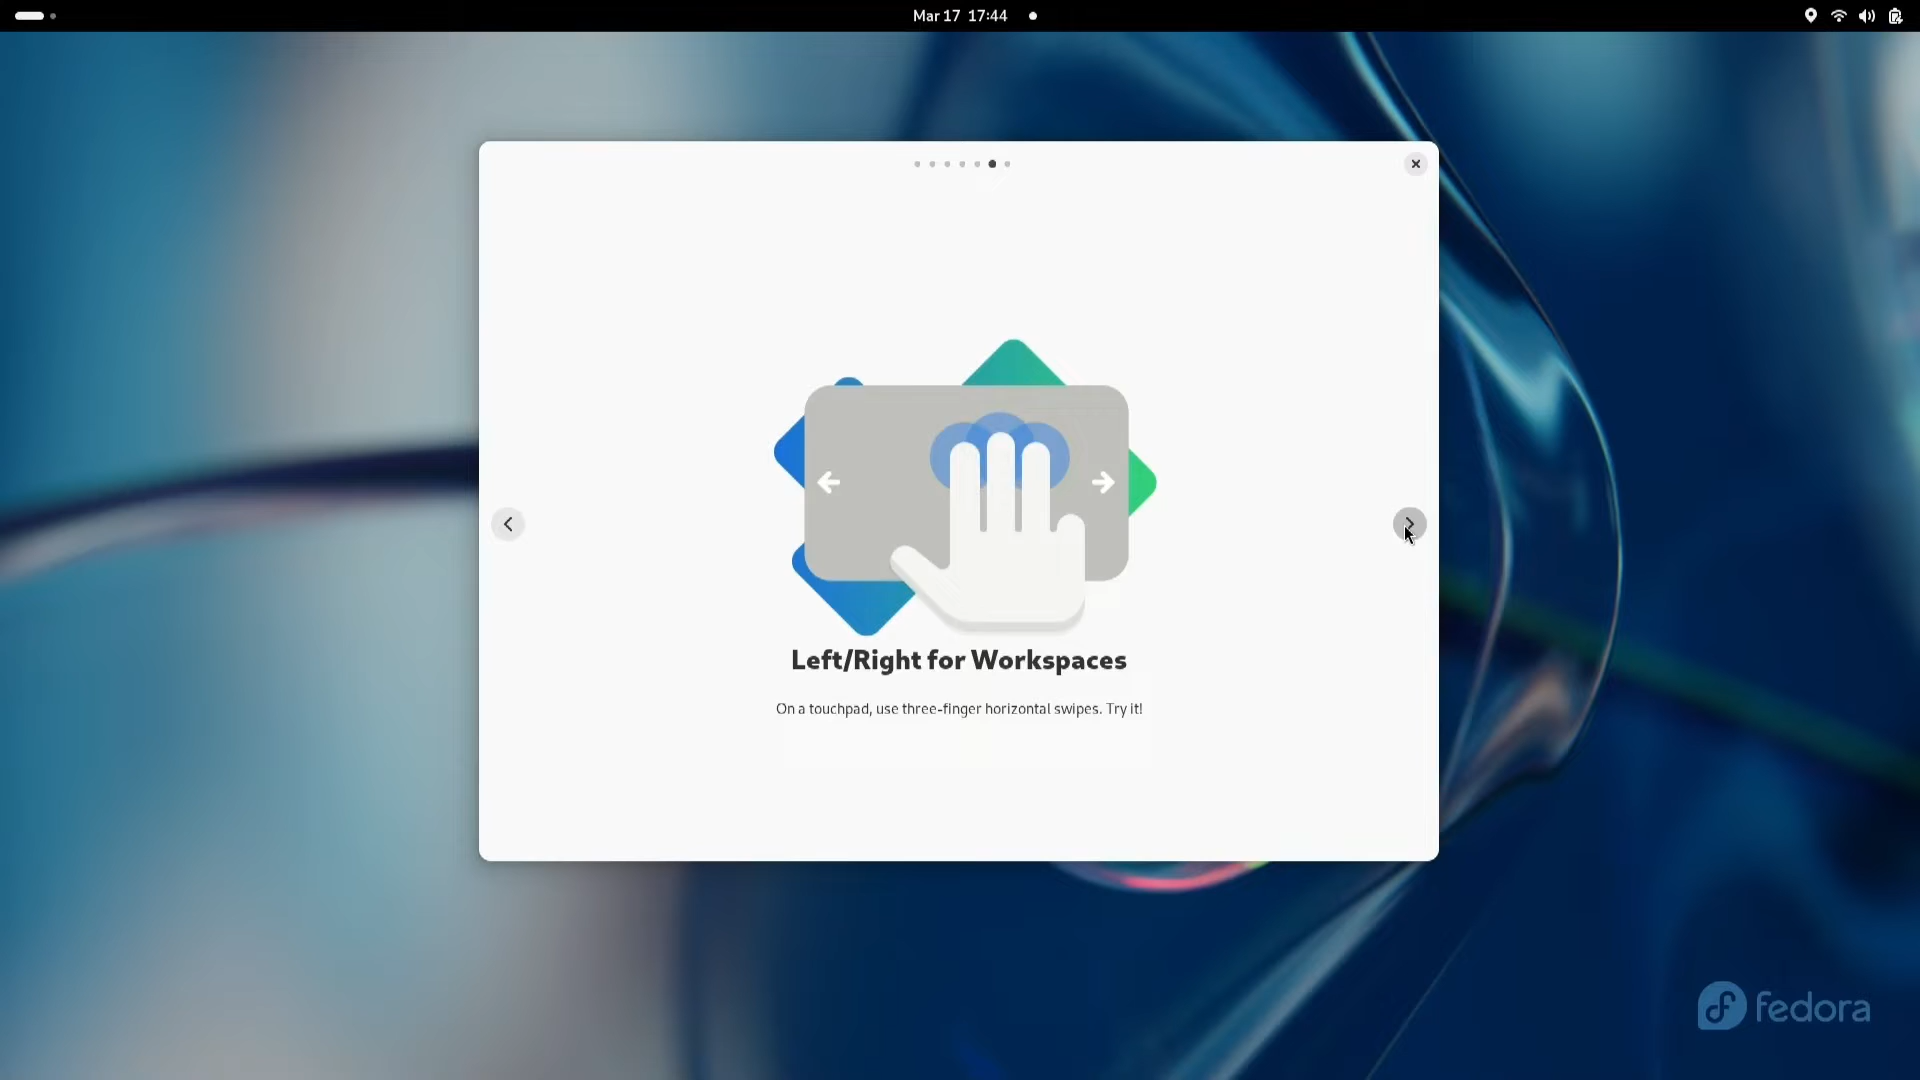 Mar 17 17:44
Left/Right for Workspaces
On a touchpad, use three-finger horizontal swipes. Try it!
fedora